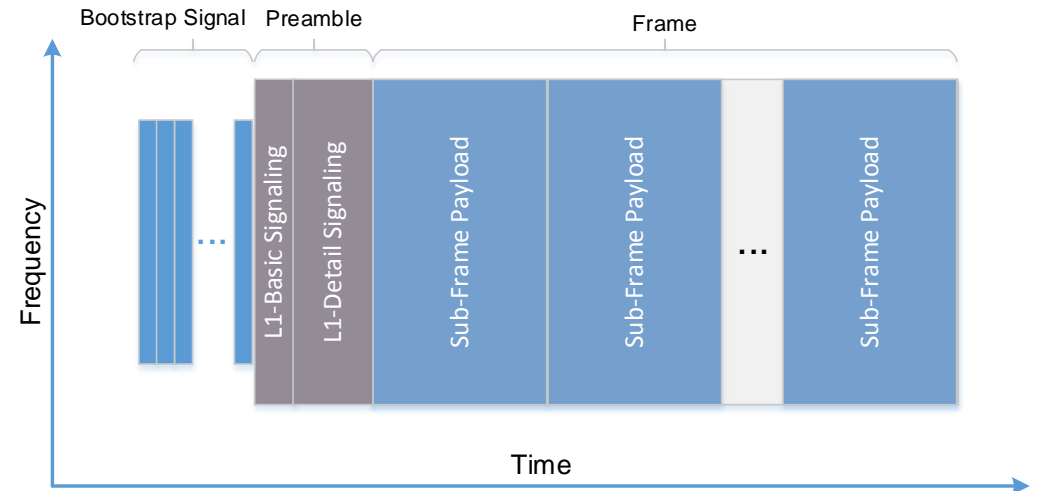 Bootstrap Signal
Preamble
Frame
Frequency
L1-Basic Signaling
L1-Detail Signaling
Sub-Frame Payload
Sub-Frame Payload
...
Sub-Frame Payload
...
Time